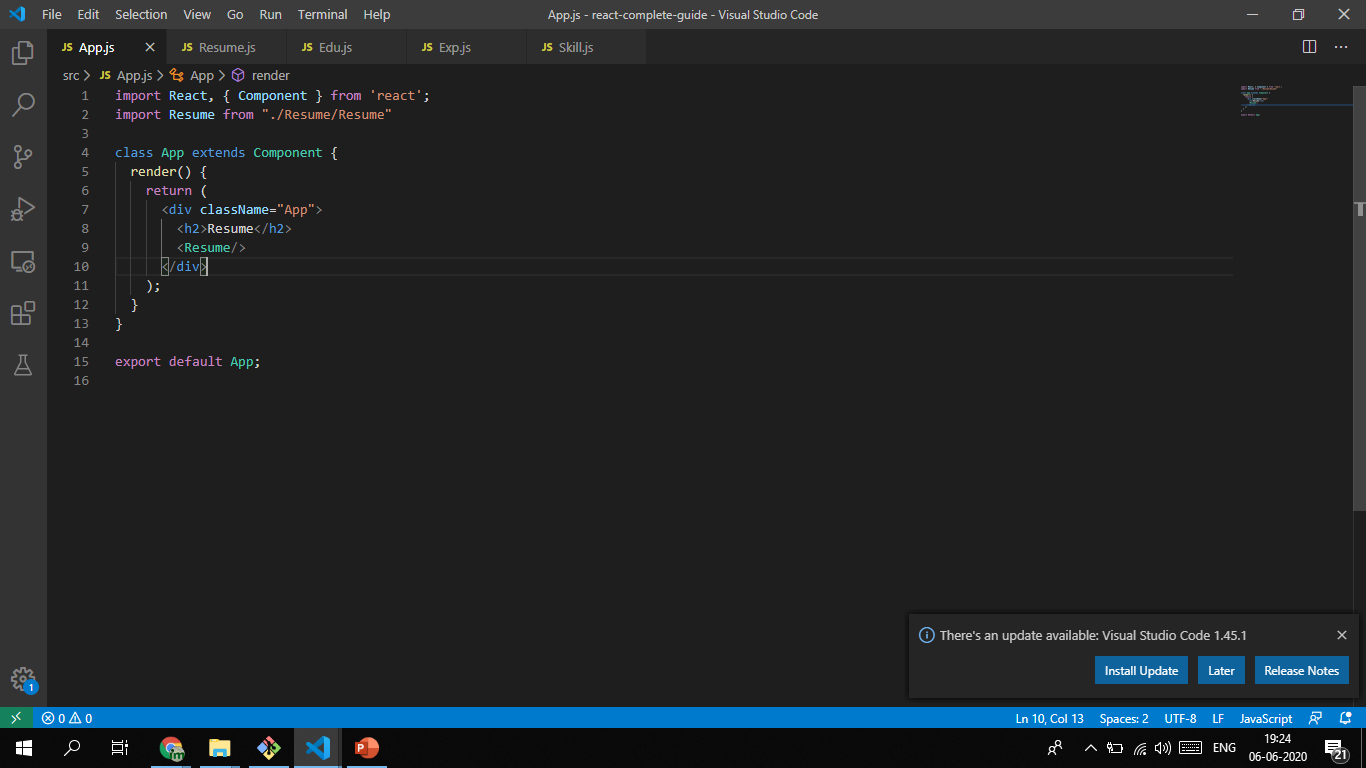 File Edit Selection View Go Run Terminal Help App.js - react-complete-guide - Visual Studio Code
JS App.js JS Resume.js JS Edu.js JS Exp.js JS Skill.js
src > JS App.js > App > render
1 import React, { Component } from 'react';
2 import Resume from "./Resume/Resume"
3
4 class App extends Component {
5 render() {
6 return (
7 <div className="App">
8 <h2>Resume</h2>
9 <Resume/>
10 </div>
11 );
12 }
13 }
14
15 export default App;
16
There's an update available: Visual Studio Code 1.45.1
Install Update Later Release Notes
1
0 0 Ln 10, Col 13 Spaces: 2 UTF-8 LF JavaScript
ENG 19:24
06-06-2020 21